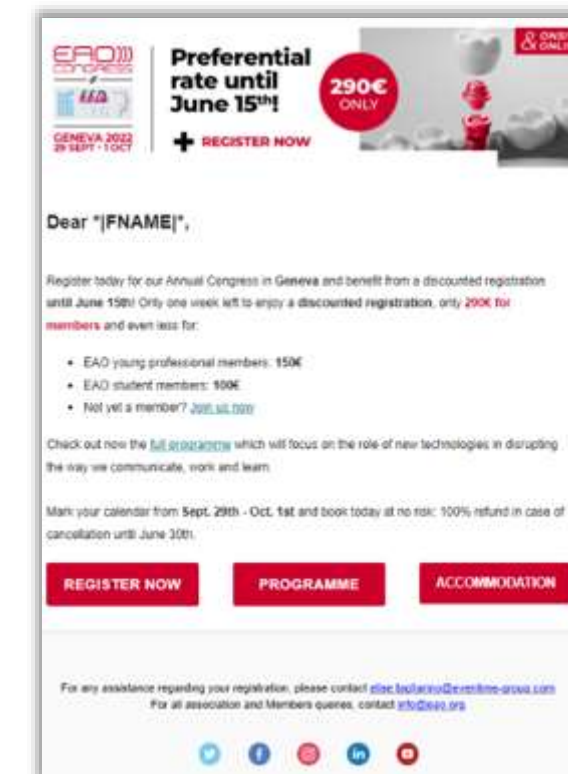 EAO
CONGRESS
GENEVA 2022
29 SEPT - 1 OCT
Preferential
rate until
June 15th!
+ REGISTER NOW
290€
ONLY
&
Dear *|FNAME|*,
Register today for our Annual Congress in Geneva and benefit from a discounted registration
until June 15th! Only one week left to enjoy a discounted registration, only 290€ for
members and even less for:
• EAO young professional members: 150€
• EAO student members: 100€
• Not yet a member? Join us now
Check out now the full programme which will focus on the role of new technologies in disrupting
the way we communicate, work and learn.
Mark your calendar from Sept. 29th - Oct. 1st and book today at no risk: 100% refund in case of
cancellation until June 30th.
REGISTER NOW
PROGRAMME
ACCOMMODATION
For any assistance regarding your registration, please contact
For all association and Members queries, contact info@eao.org
in